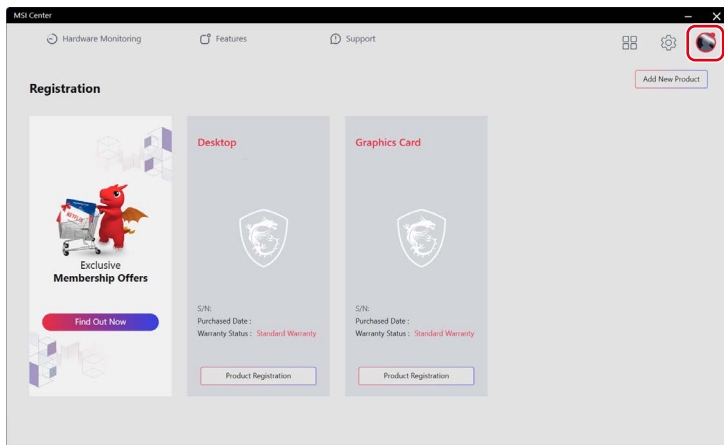 MSI Center
Hardware Monitoring
Features
Support
Add New Product
Registration
NETFLIX
Exclusive
Membership Offers
Find Out Now
Desktop
S/N:
Purchased Date :
Warranty Status : Standard Warranty
Product Registration
Graphics Card
S/N:
Purchased Date :
Warranty Status : Standard Warranty
Product Registration